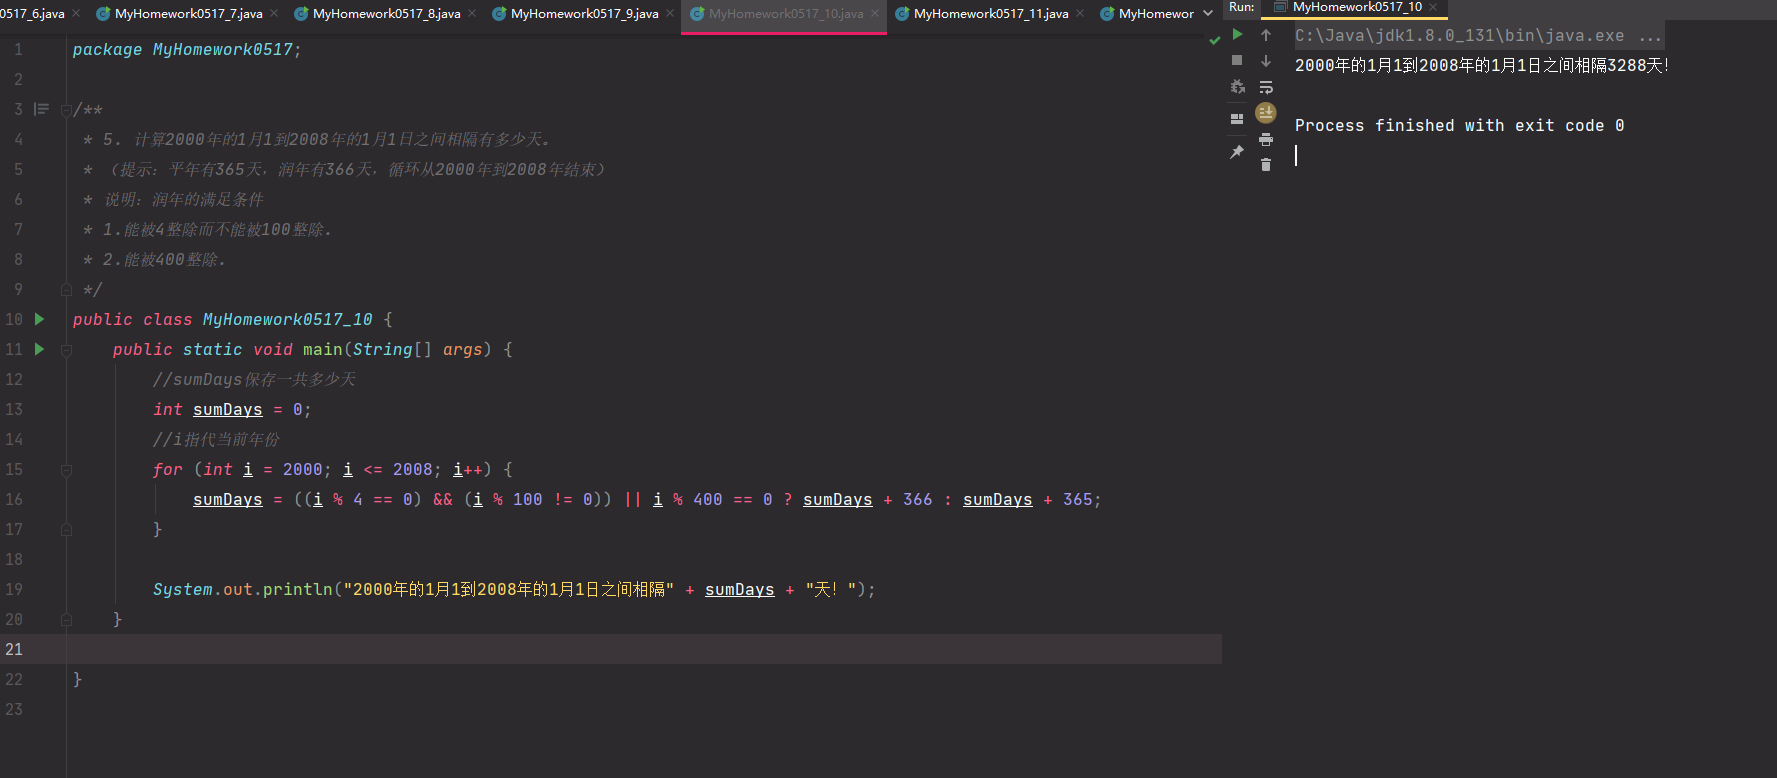 0517_6.java MyHomework0517_7.java MyHomework0517_8.java MyHomework0517_9.java MyHomework0517_10.java MyHomework0517_11.java MyHomewor
Run: MyHomework0517_10
1 package MyHomework0517;
2
3 /**
4 * 5. 计算2000年的1月1到2008年的1月1日之间相隔有多少天。
5 * （提示：平年有365天，润年有366天，循环从2000年到2008年结束）
6 * 说明：润年的满足条件
7 * 1.能被4整除而不能被100整除.
8 * 2.能被400整除.
9 */
10 public class MyHomework0517_10 {
11 public static void main(String[] args) {
12 //sumDays保存一共多少天
13 int sumDays = 0;
14 //i指代当前年份
15 for (int i = 2000; i <= 2008; i++) {
16 sumDays = ((i % 4 == 0) && (i % 100 != 0)) || i % 400 == 0 ? sumDays + 366 : sumDays + 365;
17 }
18
19 System.out.println("2000年的1月1到2008年的1月1日之间相隔" + sumDays + "天！");
20 }
21
22 }
23
C:\Java\jdk1.8.0_131\bin\java.exe ...
2000年的1月1到2008年的1月1日之间相隔3288天！
Process finished with exit code 0